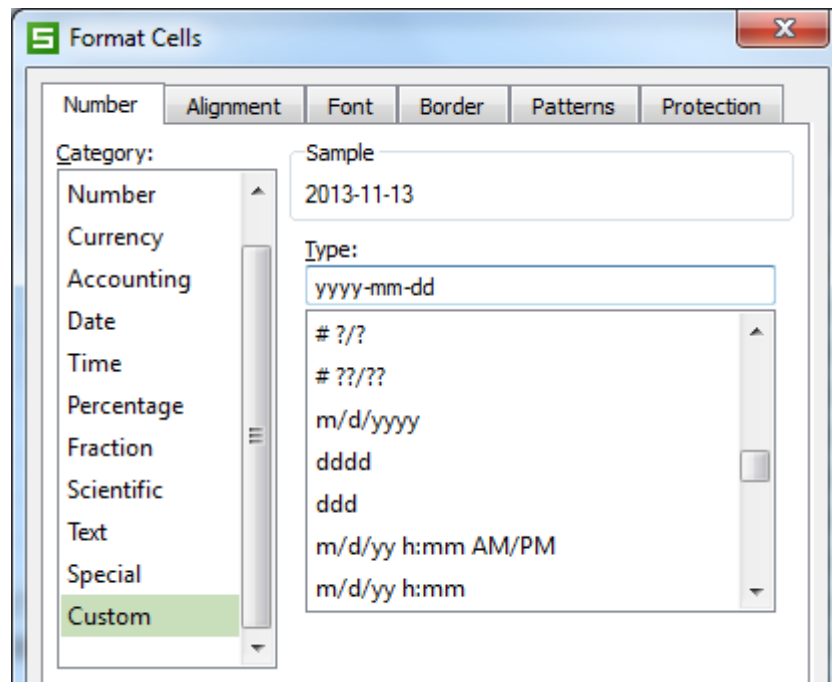 Format Cells
Number Alignment Font Border Patterns Protection
Category:
Number
Currency
Accounting
Date
Time
Percentage
Fraction
Scientific
Text
Special
Custom
Sample
2013-11-13
Type:
yyyy-mm-dd
# ?/?
# ??/??
m/d/yyyy
dddd
ddd
m/d/yy h:mm AM/PM
m/d/yy h:mm